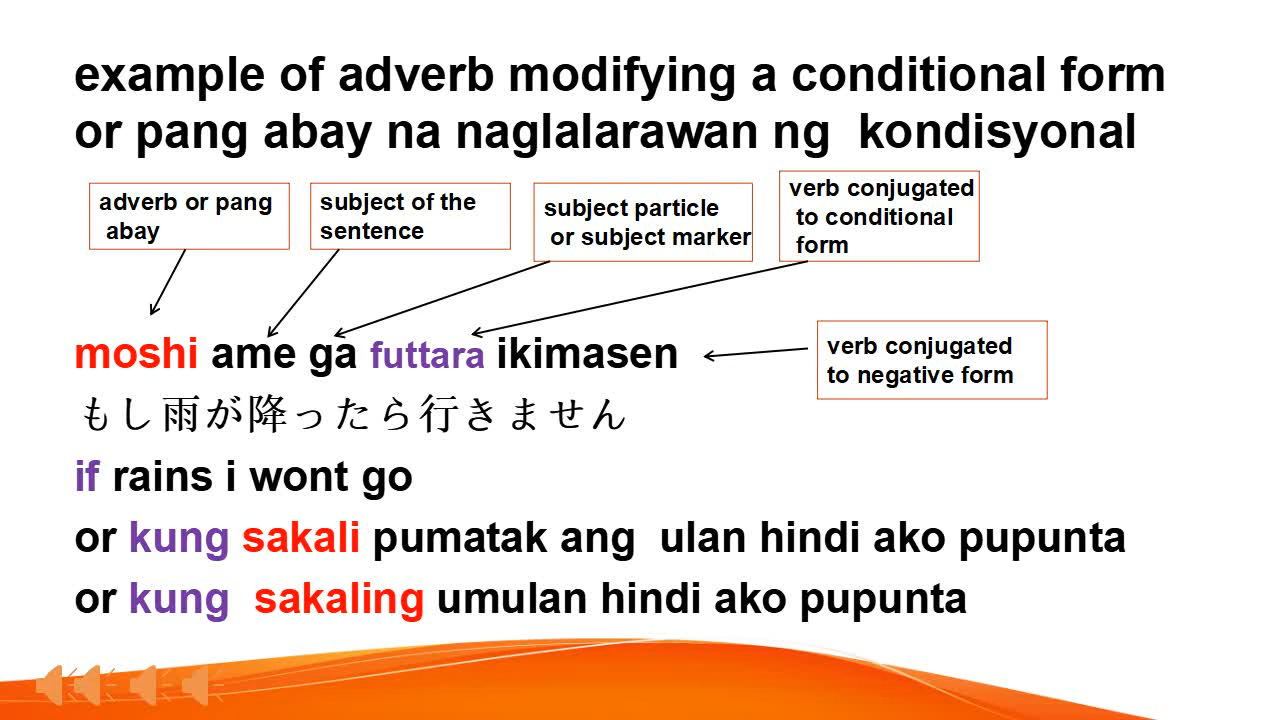 example of adverb modifying a conditional form
or pang abay na naglalarawan ng kondisyonal
adverb or pang
abay
subject of the
sentence
subject particle
or subject marker
verb conjugated
to conditional
form
moshi ame ga futtara ikimasen
verb conjugated
to negative form
もし雨が降ったら行きません
if rains i wont go
or kung sakali pumatak ang ulan hindi ako pupunta
or kung sakaling umulan hindi ako pupunta